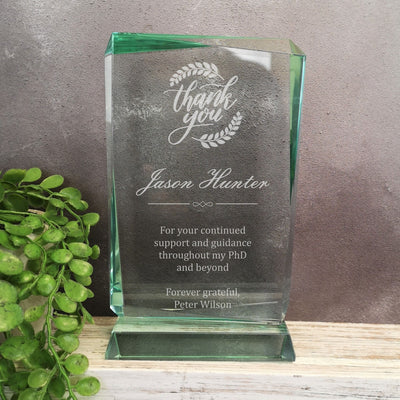 thank
you
Jason Hunter
For your continued
support and guidance
throughout my PhD
and beyond
Forever grateful,
Peter Wilson